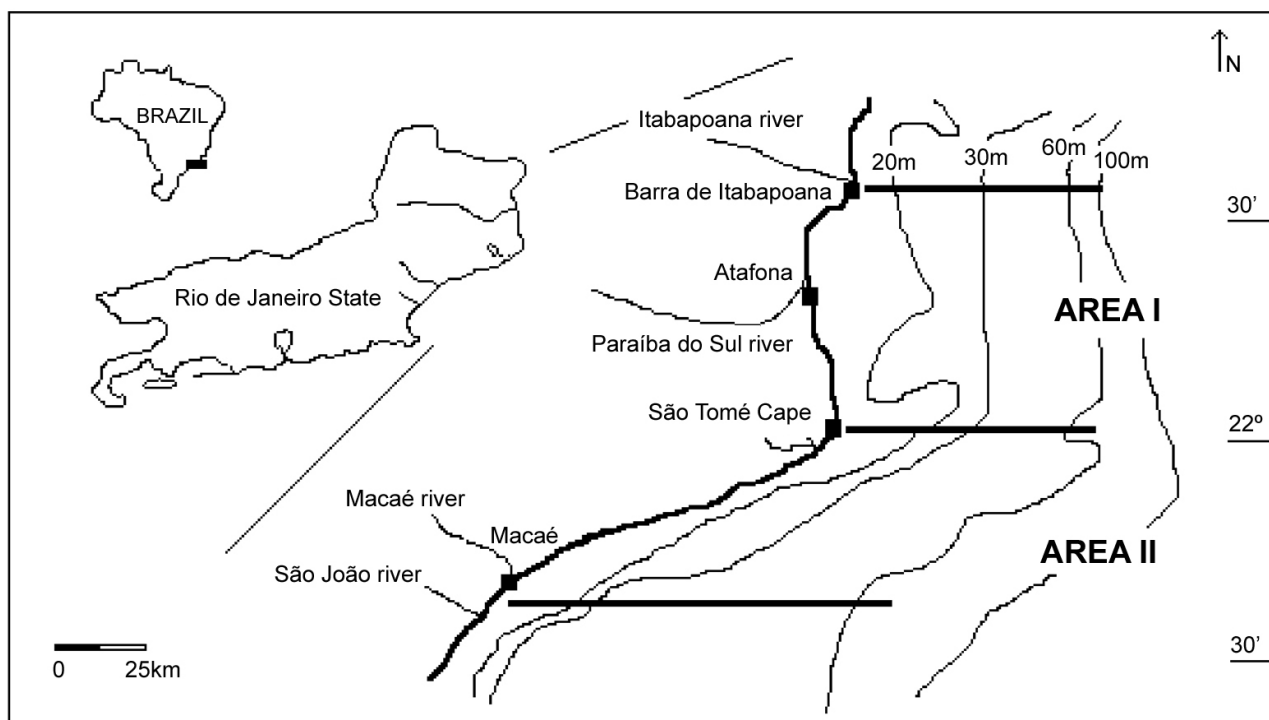 N
BRAZIL
Itabapoana river
20m
30m
60m
100m
Barra de Itabapoana
30’
Atafona
Rio de Janeiro State
AREA I
Paraíba do Sul river
São Tomé Cape
22º
Macaé river
Macaé
AREA II
São João river
0 25km
30’